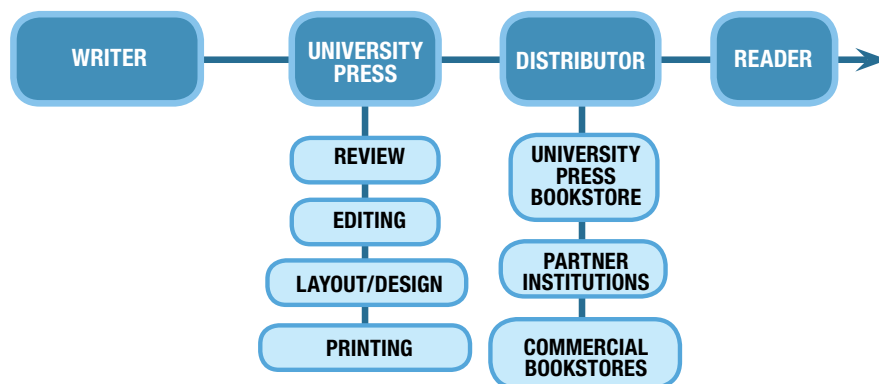 WRITER
UNIVERSITY
PRESS
DISTRIBUTOR
READER
REVIEW
EDITING
LAYOUT/DESIGN
PRINTING
UNIVERSITY
PRESS
BOOKSTORE
PARTNER
INSTITUTIONS
COMMERCIAL
BOOKSTORES